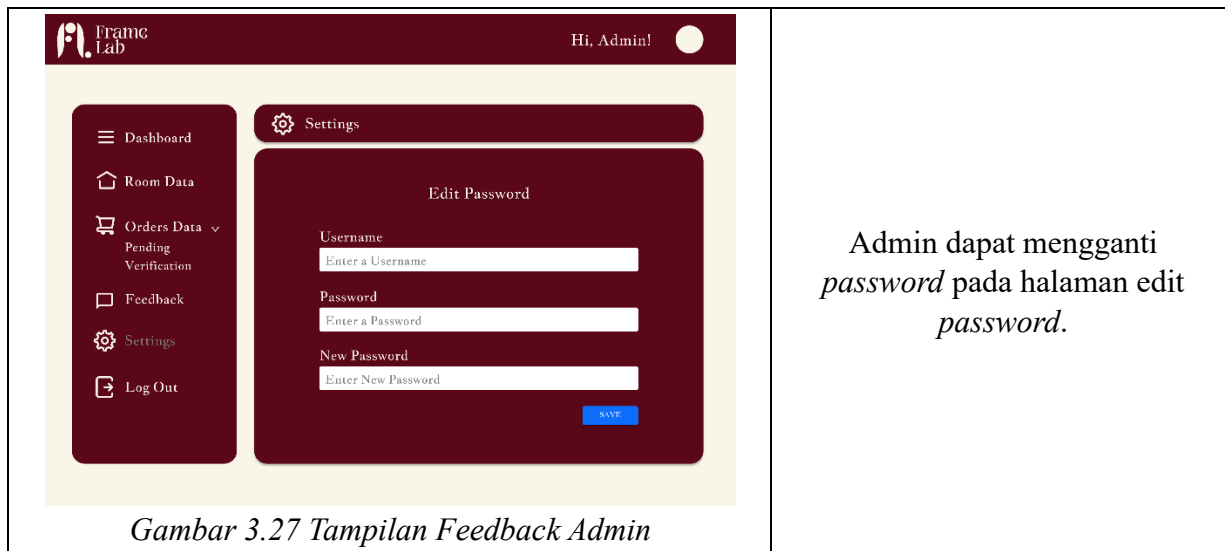 Frame
Lab
Hi, Admin!
Dashboard
Room Data
Orders Data
Pending
Verification
Feedback
Settings
Log Out
Settings
Edit Password
Username
Enter a Username
Password
Enter a Password
New Password
Enter New Password
SAVE
Gambar 3.27 Tampilan Feedback Admin
Admin dapat mengganti
password pada halaman edit
password.